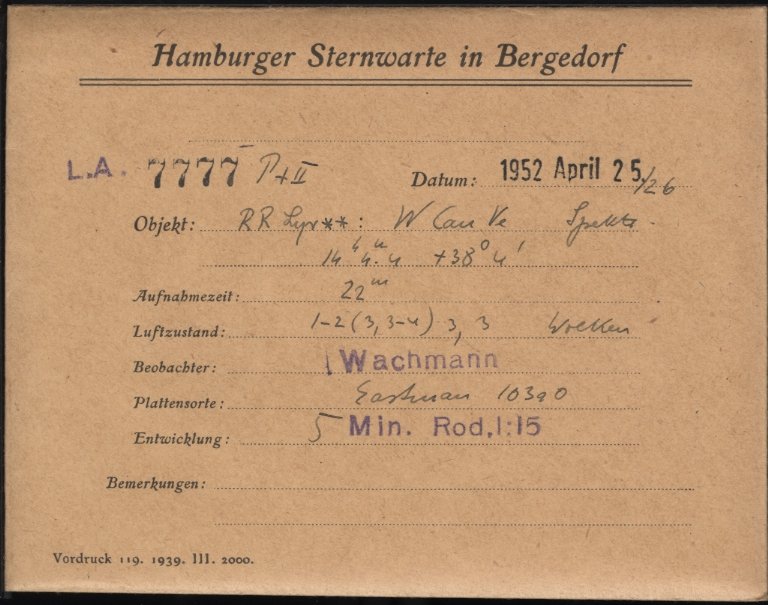 Hamburger Sternwarte in Bergedorf
L.A. 7777 P+II Datum: 1952 April 25./26
Objekt: RR Lyr**: W Can Ve Spektr.
14h 4m.4 +38° 4'
Aufnahmezeit: 22m
Luftzustand: 1-2 (3,3-4) 3,3 Wolken
Beobachter: Wachmann
Plattensorte: Eastman 103a0
Entwicklung: 5 Min. Rod.1:15
Bemerkungen:
Vordruck 119. 1939. III. 2000.